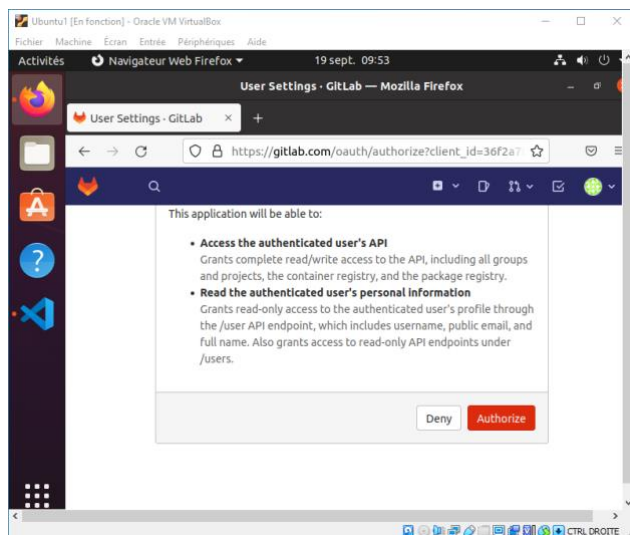 Ubuntu1 [En fonction] - Oracle VM VirtualBox
Fichier Machine Écran Entrée Périphériques Aide
Activités Navigateur Web Firefox 19 sept. 09:53
User Settings · GitLab — Mozilla Firefox
User Settings · GitLab
https://gitlab.com/oauth/authorize?client_id=36f2a7
This application will be able to:
• Access the authenticated user's API
Grants complete read/write access to the API, including all groups
and projects, the container registry, and the package registry.
• Read the authenticated user's personal information
Grants read-only access to the authenticated user's profile through
the /user API endpoint, which includes username, public email, and
full name. Also grants access to read-only API endpoints under
/users.
Deny Authorize
CTRL DROITE